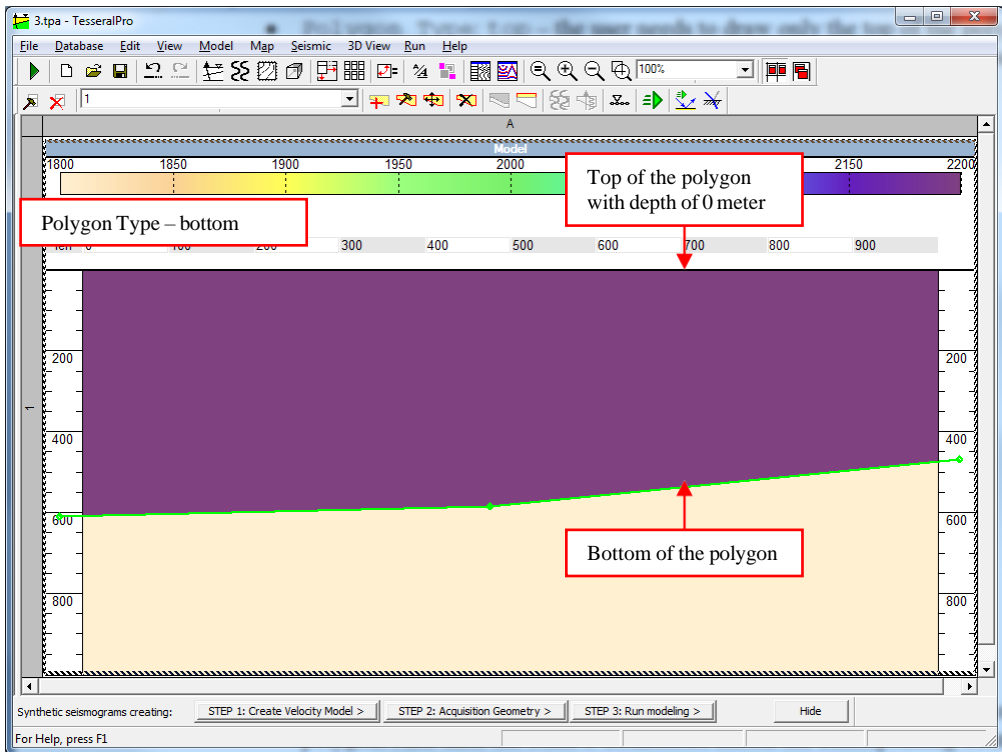 3.tpa - TesseralPro
File Database Edit View Model Map Seismic 3D View Run Help
100%
1
A
Model
1800 1850 1900 1950 2000 2150 2200
Top of the polygon
with depth of 0 meter
Polygon Type – bottom
0 100 200 300 400 500 600 700 800 900
200 200
1
400 400
600 600
Bottom of the polygon
800 800
Synthetic seismograms creating: STEP 1: Create Velocity Model > STEP 2: Acquisition Geometry > STEP 3: Run modeling > Hide
For Help, press F1